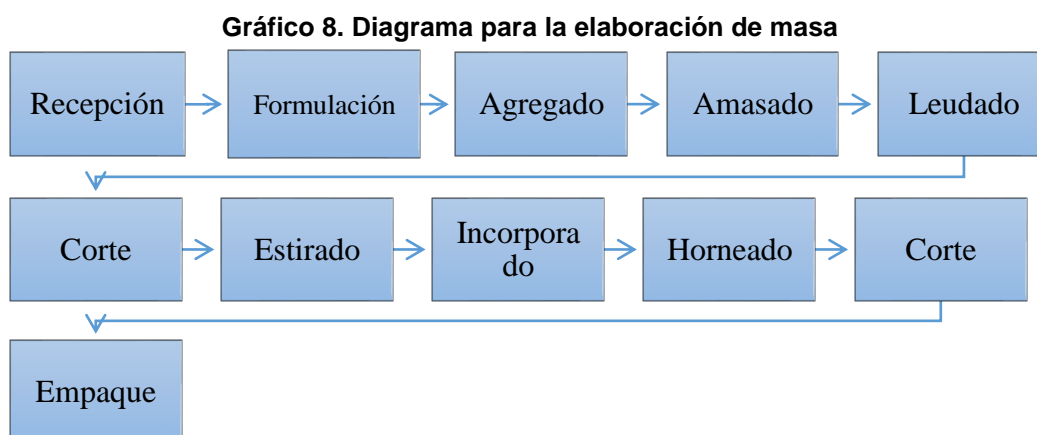 Gráfico 8. Diagrama para la elaboración de masa
Recepción
Formulación
Agregado
Amasado
Leudado
Corte
Estirado
Incorpora
do
Horneado
Corte
Empaque